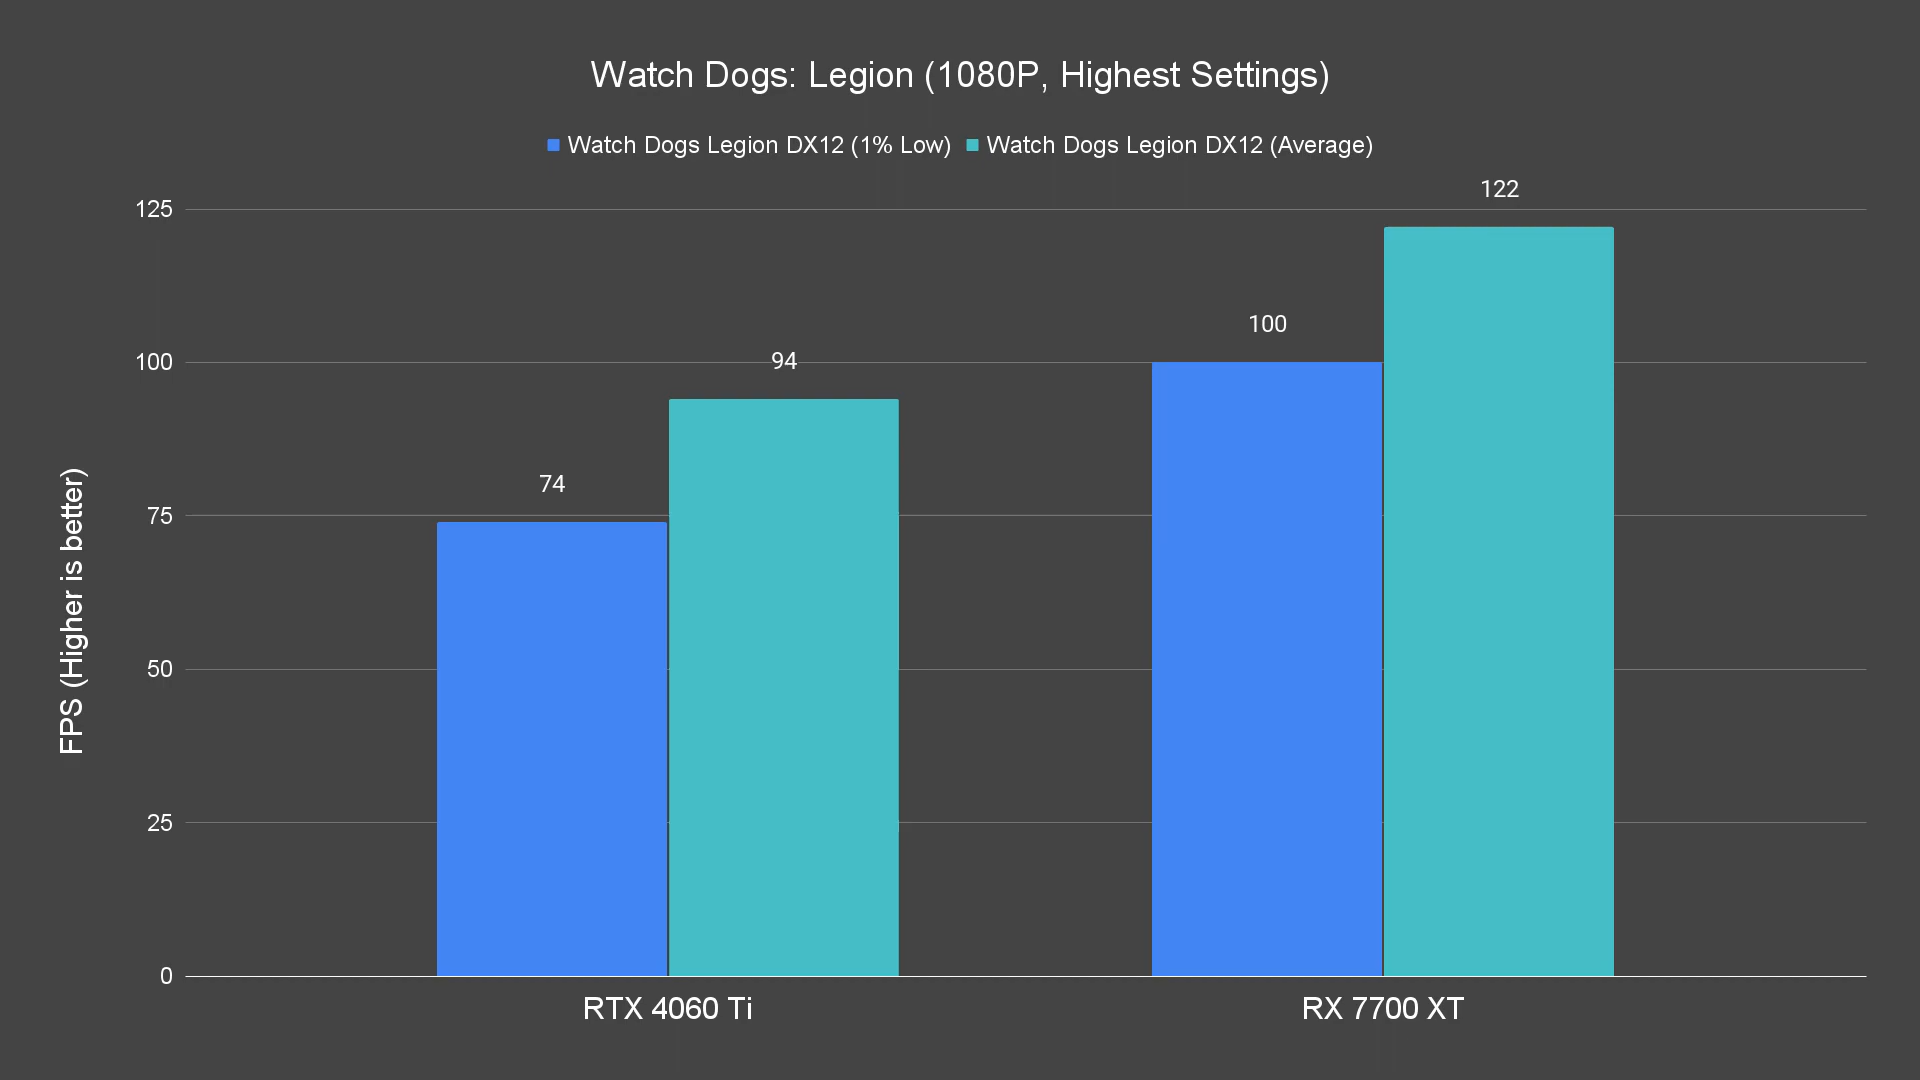 Watch Dogs: Legion (1080P, Highest Settings)
Watch Dogs Legion DX12 (1% Low) Watch Dogs Legion DX12 (Average)
FPS (Higher is better)
125
100
75
50
25
0
74
94
100
122
RTX 4060 Ti
RX 7700 XT